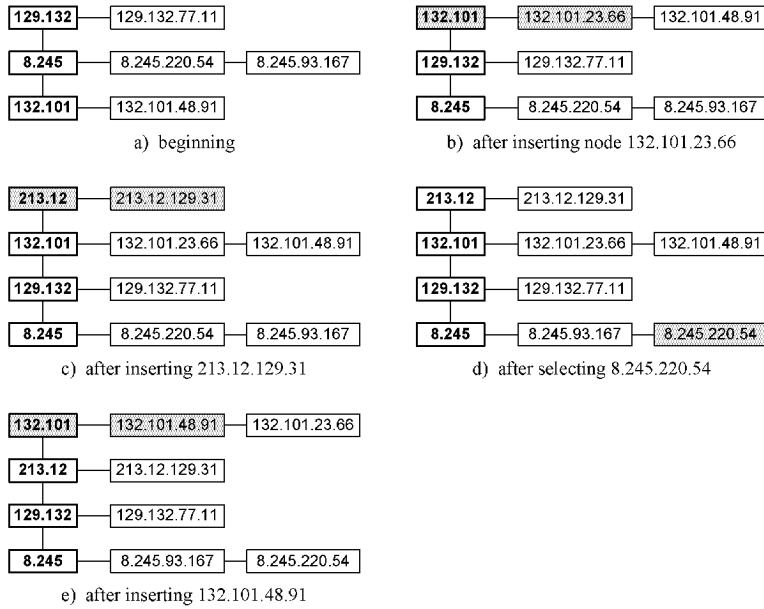 129.132 129.132.77.11
8.245 8.245.220.54 8.245.93.167
132.101 132.101.48.91
a) beginning
132.101 132.101.23.66 132.101.48.91
129.132 129.132.77.11
8.245 8.245.220.54 8.245.93.167
b) after inserting node 132.101.23.66
213.12 213.12.129.31
132.101 132.101.23.66 132.101.48.91
129.132 129.132.77.11
8.245 8.245.220.54 8.245.93.167
c) after inserting 213.12.129.31
213.12 213.12.129.31
132.101 132.101.23.66 132.101.48.91
129.132 129.132.77.11
8.245 8.245.93.167 8.245.220.54
d) after selecting 8.245.220.54
132.101 132.101.48.91 132.101.23.66
213.12 213.12.129.31
129.132 129.132.77.11
8.245 8.245.93.167 8.245.220.54
e) after inserting 132.101.48.91